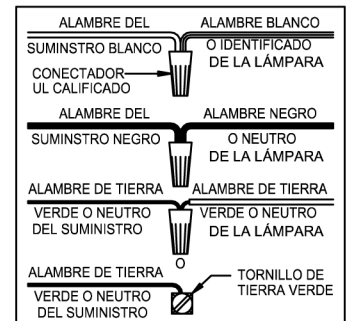 ALAMBRE DEL
SUMINSTRO BLANCO
ALAMBRE BLANCO
O IDENTIFICADO
DE LA LÁMPARA
CONECTADOR
UL CALIFICADO
ALAMBRE DEL
SUMINSTRO NEGRO
ALAMBRE NEGRO
O NEUTRO
DE LA LÁMPARA
ALAMBRE DE TIERRA
VERDE O NEUTRO
DEL SUMINISTRO
ALAMBRE DE TIERRA
VERDE O NEUTRO
DE LA LÁMPARA
O
ALAMBRE DE TIERRA
VERDE O NEUTRO
DEL SUMINISTRO
TORNILLO DE
TIERRA VERDE